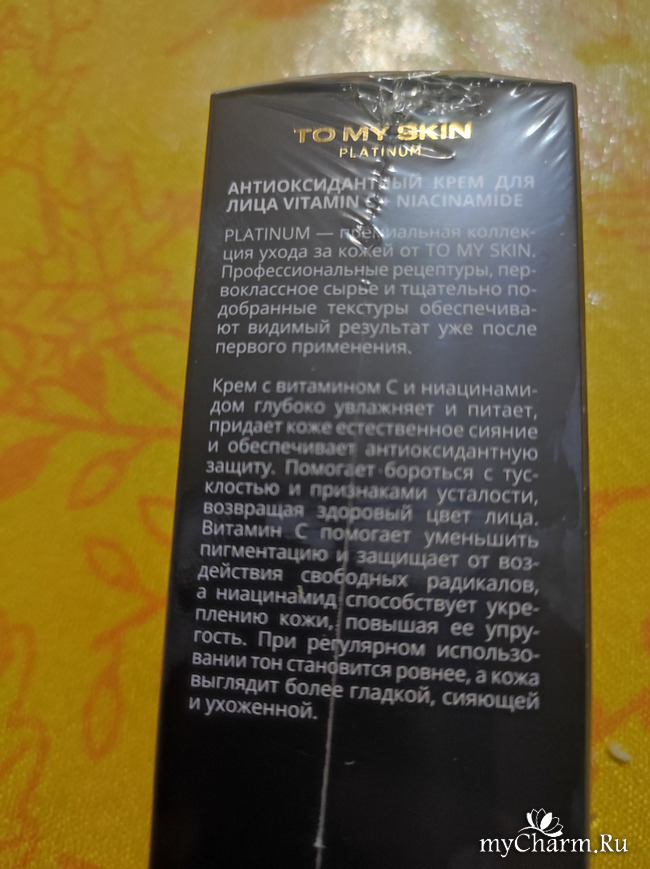 TO MY SKIN
PLATINUM
АНТИОКСИДАНТНЫЙ КРЕМ ДЛЯ
ЛИЦА VITAMIN C+ NIACINAMIDE
PLATINUM — премиальная коллек-
ция ухода за кожей от TO MY SKIN.
Профессиональные рецептуры, пер-
воклассное сырье и тщательно по-
добранные текстуры обеспечива-
ют видимый результат уже после
первого применения.
Крем с витамином С и ниацинами-
дом глубоко увлажняет и питает,
придает коже естественное сияние
и обеспечивает антиоксидантную
защиту. Помогает бороться с тус-
клостью и признаками усталости,
возвращая здоровый цвет лица.
Витамин С помогает уменьшить
пигментацию и защищает от воз-
действия свободных радикалов,
а ниацинамид способствует укре-
плению кожи, повышая ее упру-
гость. При регулярном использо-
вании тон становится ровнее, а кожа
выглядит более гладкой, сияющей
и ухоженной.
myCharm.Ru